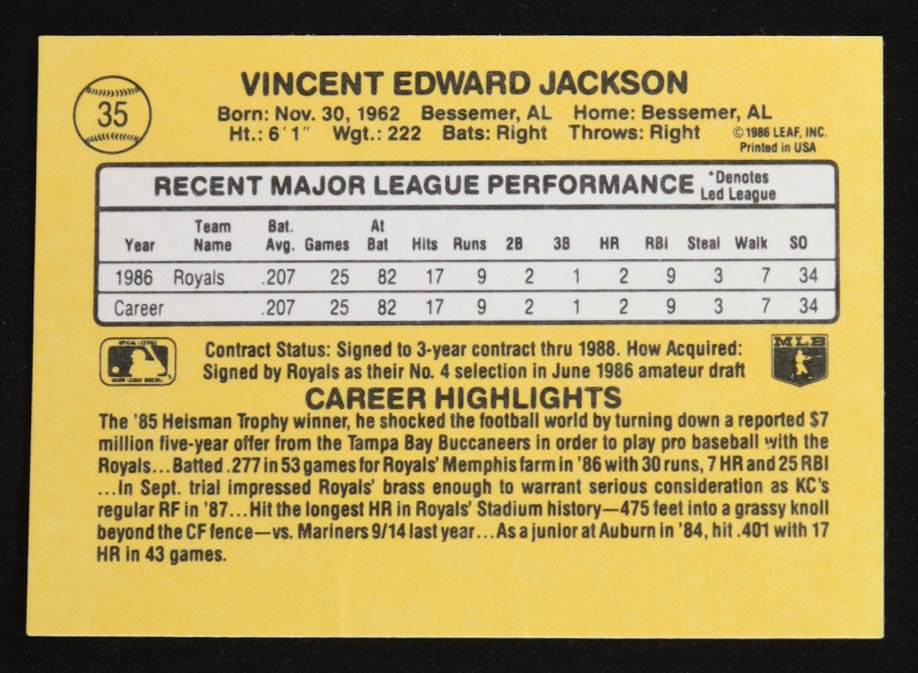 35
VINCENT EDWARD JACKSON
Born: Nov. 30, 1962 Bessemer, AL Home: Bessemer, AL
Ht.: 6'1" Wgt.: 222 Bats: Right Throws: Right
©1986 LEAF, INC.
Printed in USA
RECENT MAJOR LEAGUE PERFORMANCE
*Denotes
Led League
Year Team Name Bat. Avg. Games At Bat Hits Runs 2B 3B HR RBI Steal Walk SO
1986 Royals .207 25 82 17 9 2 1 2 9 3 7 34
Career .207 25 82 17 9 2 1 2 9 3 7 34
Contract Status: Signed to 3-year contract thru 1988. How Acquired:
Signed by Royals as their No. 4 selection in June 1986 amateur draft
MLB
CAREER HIGHLIGHTS
The '85 Heisman Trophy winner, he shocked the football world by turning down a reported $7
million five-year offer from the Tampa Bay Buccaneers in order to play pro baseball with the
Royals...Batted .277 in 53 games for Royals' Memphis farm in '86 with 30 runs, 7 HR and 25 RBI
...In Sept. trial impressed Royals' brass enough to warrant serious consideration as KC's
regular RF in '87...Hit the longest HR in Royals' Stadium history—475 feet into a grassy knoll
beyond the CF fence—vs. Mariners 9/14 last year...As a junior at Auburn in '84, hit .401 with 17
HR in 43 games.